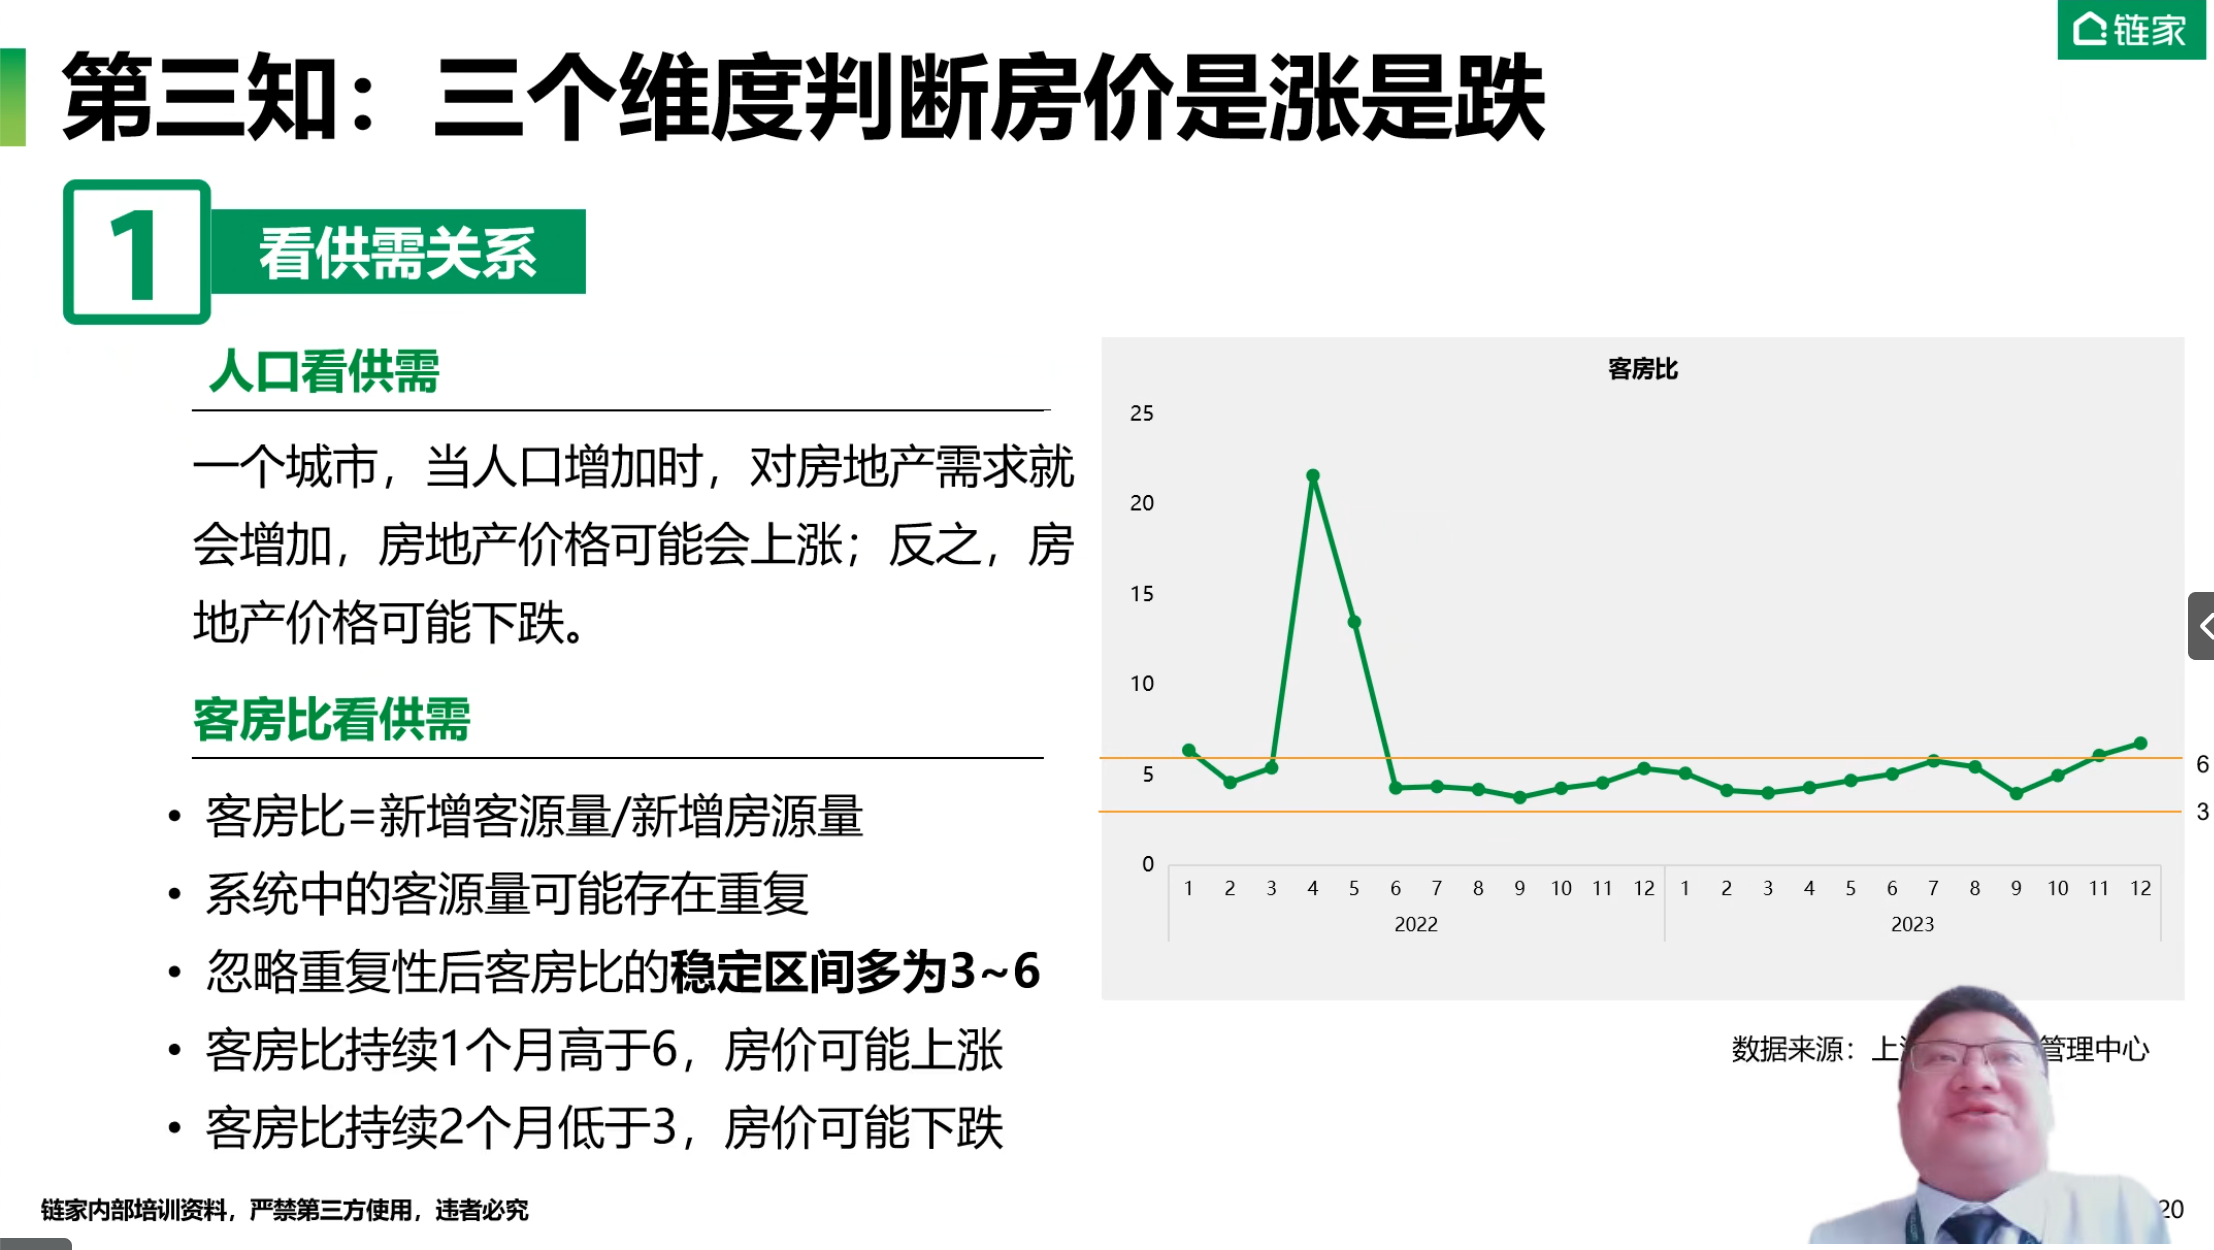 链家
第三知：三个维度判断房价是涨是跌
1
看供需关系
人口看供需
一个城市，当人口增加时，对房地产需求就
会增加，房地产价格可能会上涨；反之，房
地产价格可能下跌。
客房比看供需
• 客房比=新增客源量/新增房源量
• 系统中的客源量可能存在重复
• 忽略重复性后客房比的稳定区间多为3~6
• 客房比持续1个月高于6，房价可能上涨
• 客房比持续2个月低于3，房价可能下跌
客房比
25
20
15
10
5
0
6
3
1 2 3 4 5 6 7 8 9 10 11 12 1 2 3 4 5 6 7 8 9 10 11 12
2022 2023
数据来源：上 管理中心
链家内部培训资料，严禁第三方使用，违者必究
20